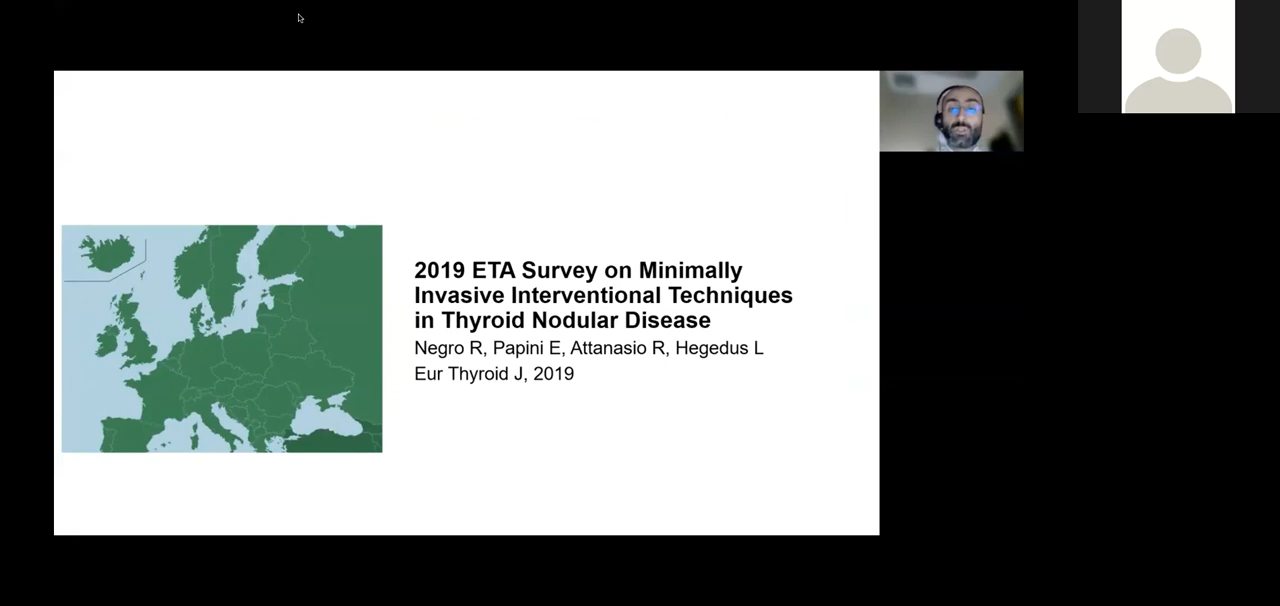 2019 ETA Survey on Minimally
Invasive Interventional Techniques
in Thyroid Nodular Disease
Negro R, Papini E, Attanasio R, Hegedus L
Eur Thyroid J, 2019